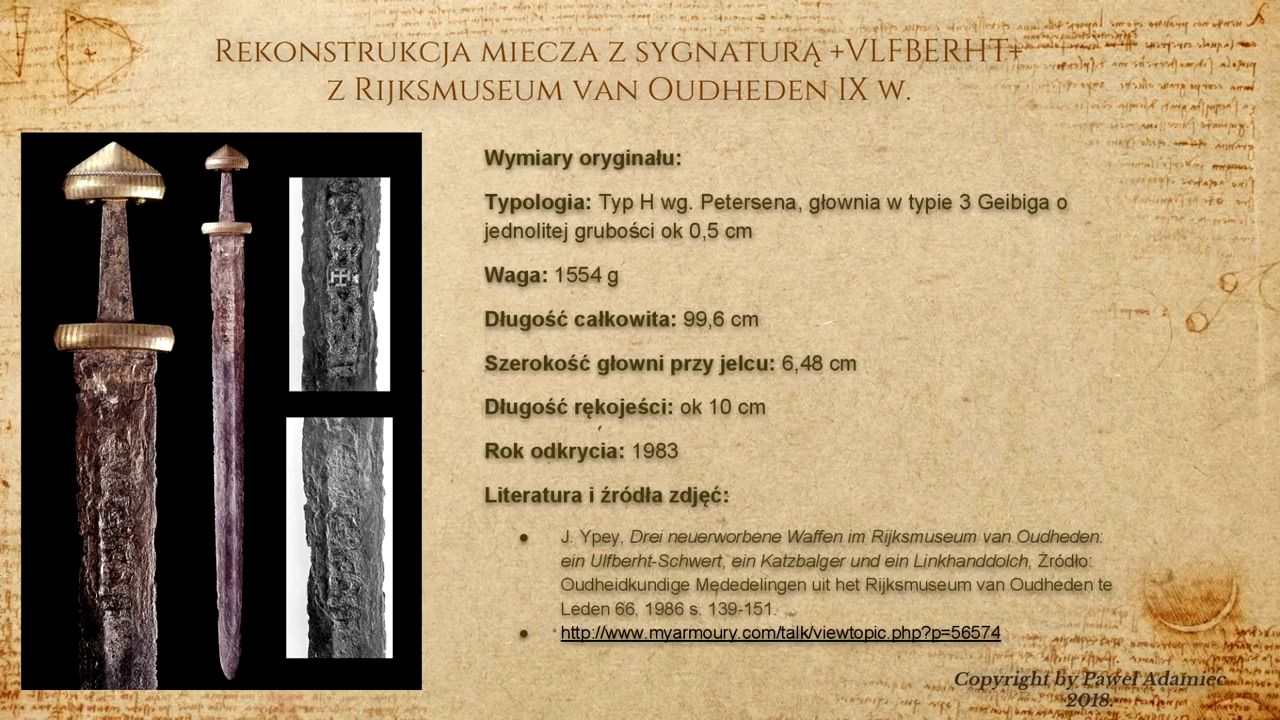 Rekonstrukcja miecza z sygnaturą +VLFBERHT+
z Rijksmuseum van Oudheden IX w.
Wymiary oryginału:
Typologia: Typ H wg. Petersena, głownia w typie 3 Geibiga o
jednolitej grubości ok 0,5 cm
Waga: 1554 g
Długość całkowita: 99,6 cm
Szerokość głowni przy jelcu: 6,48 cm
Długość rękojeści: ok 10 cm
Rok odkrycia: 1983
Literatura i źródła zdjęć:
● J. Ypey, Drei neuerworbene Waffen im Rijksmuseum van Oudheden:
ein Ulfberht-Schwert, ein Katzbalger und ein Linkhanddolch, Źródło:
Oudheidkundige Mededelingen uit het Rijksmuseum van Oudheden te
Leden 66, 1986 s. 139-151.
● http://www.myarmoury.com/talk/viewtopic.php?p=56574
Copyright by Paweł Adamiec
2018.